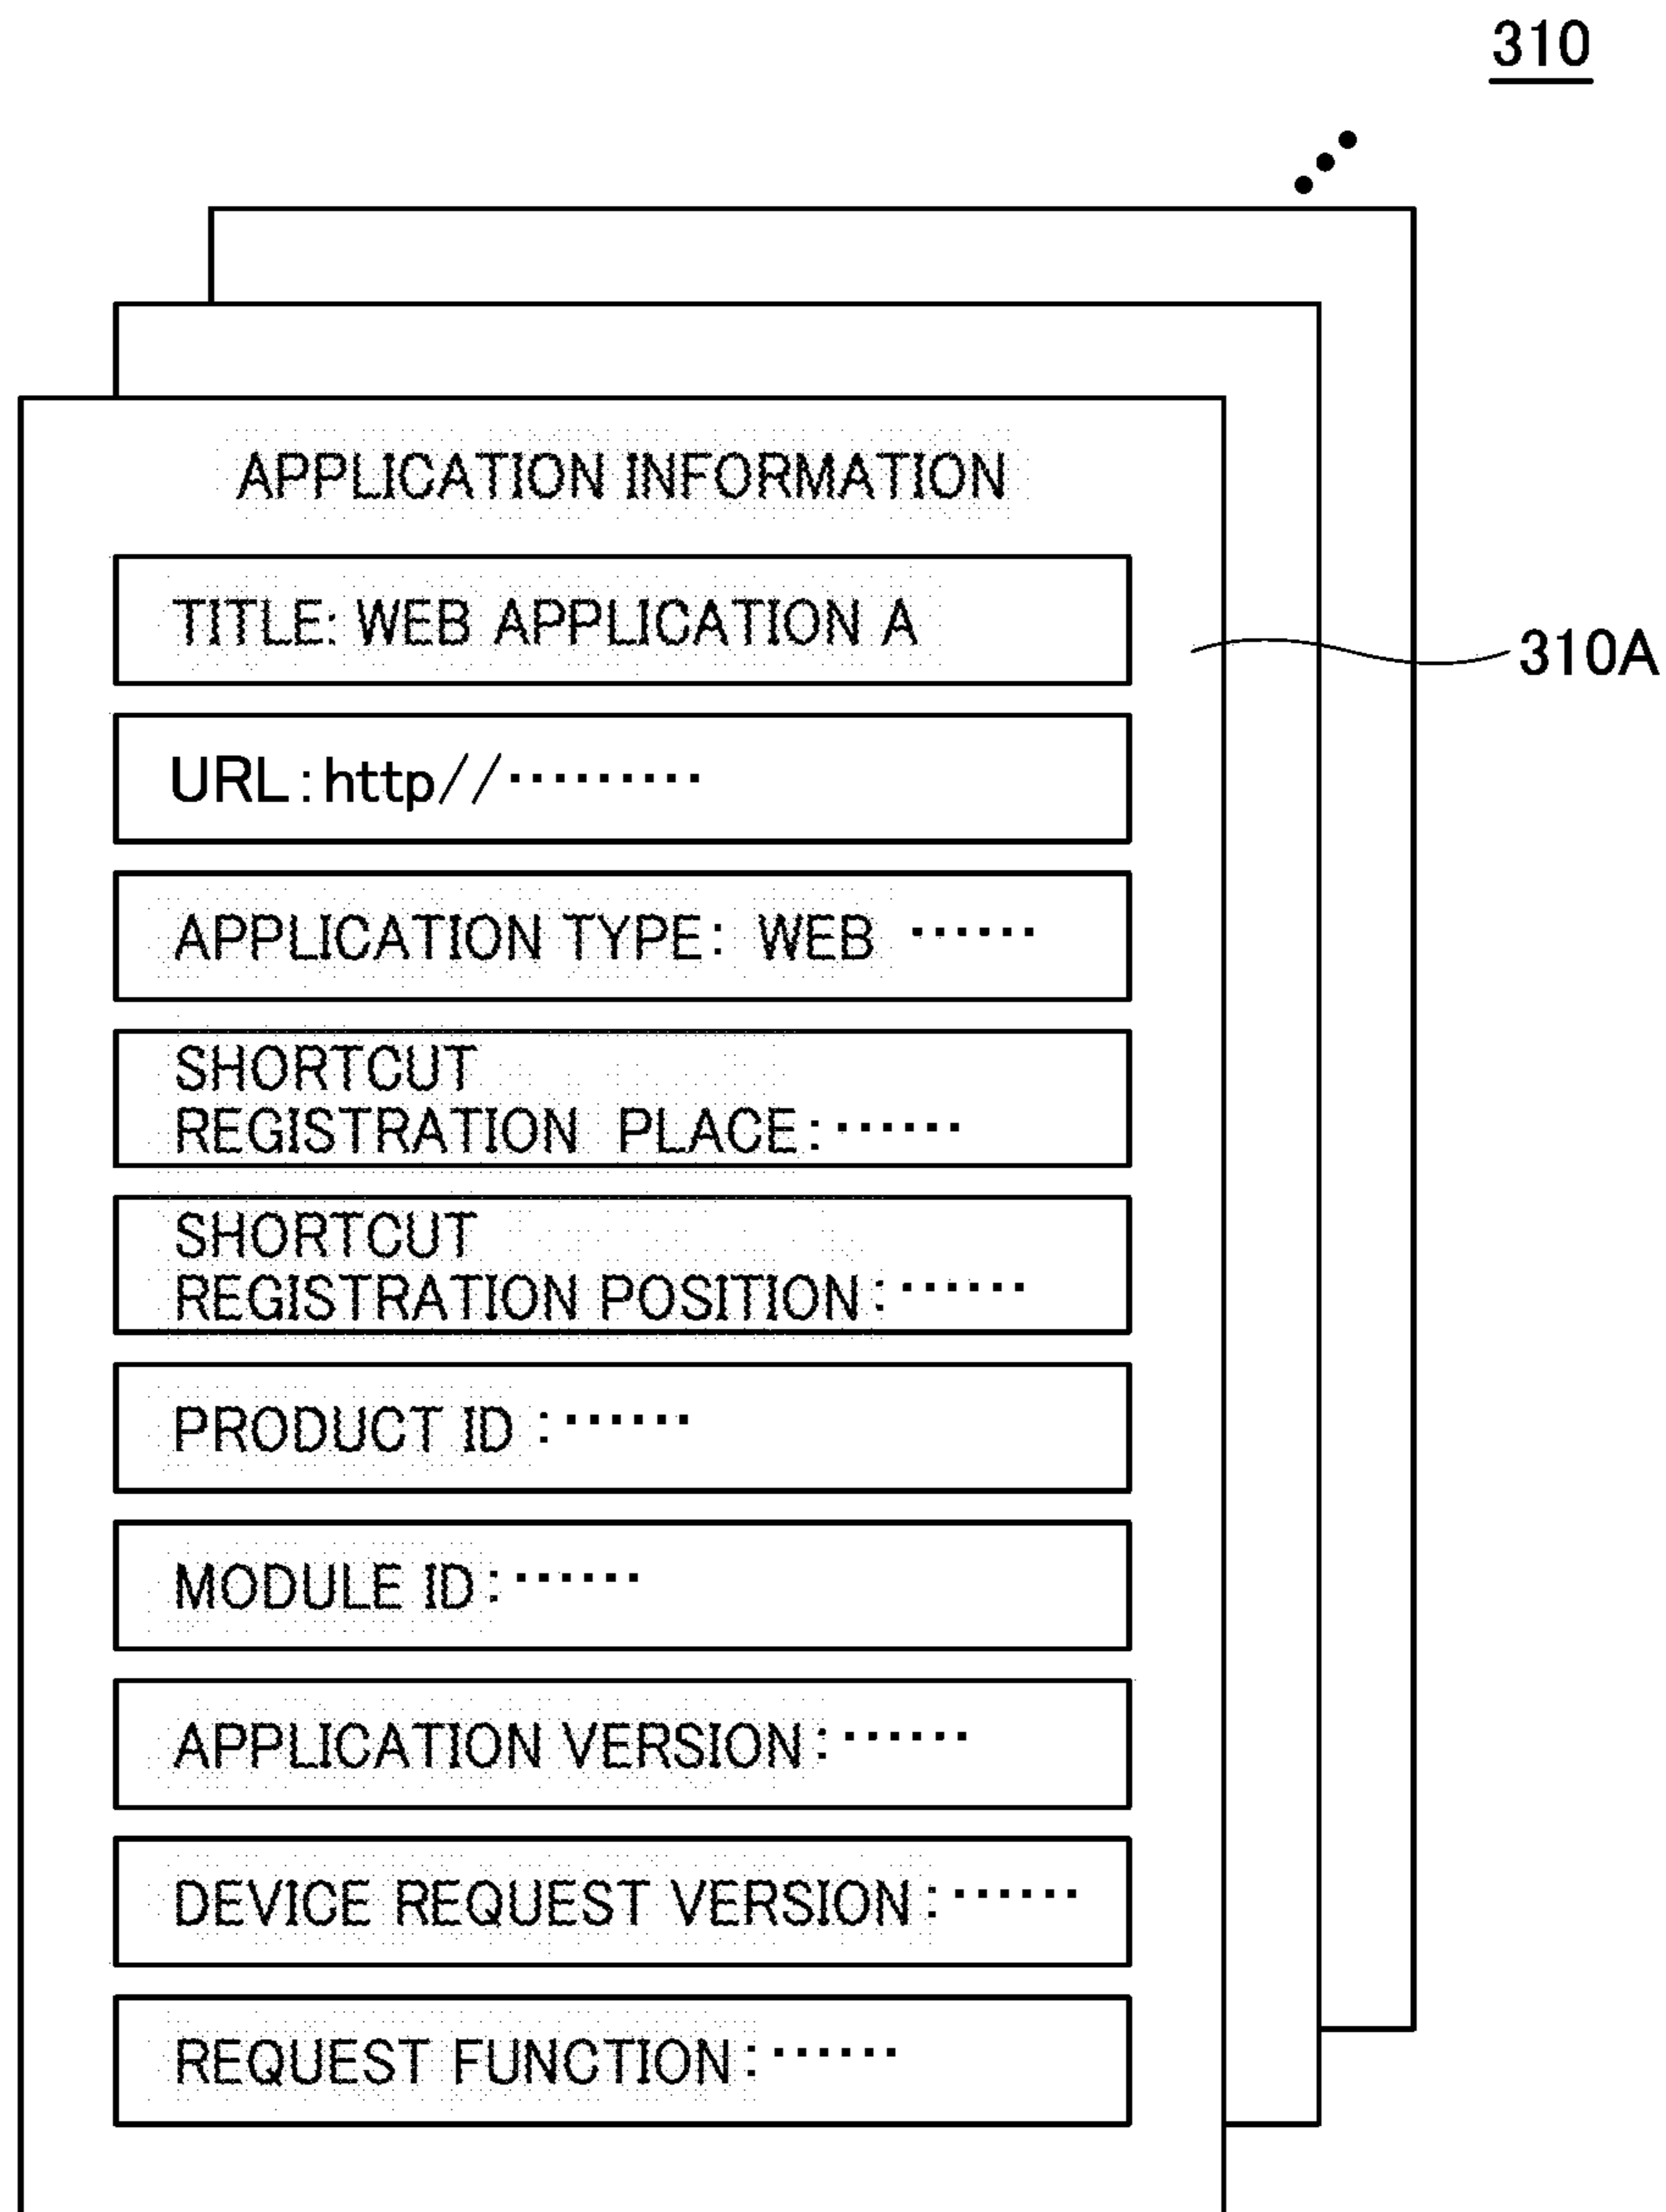 310
APPLICATION INFORMATION
TITLE: WEB APPLICATION A
310A
URL:http//·········
APPLICATION TYPE: WEB ······
SHORTCUT
REGISTRATION PLACE:······
SHORTCUT
REGISTRATION POSITION:······
PRODUCT ID:······
MODULE ID:······
APPLICATION VERSION:······
DEVICE REQUEST VERSION:······
REQUEST FUNCTION:······